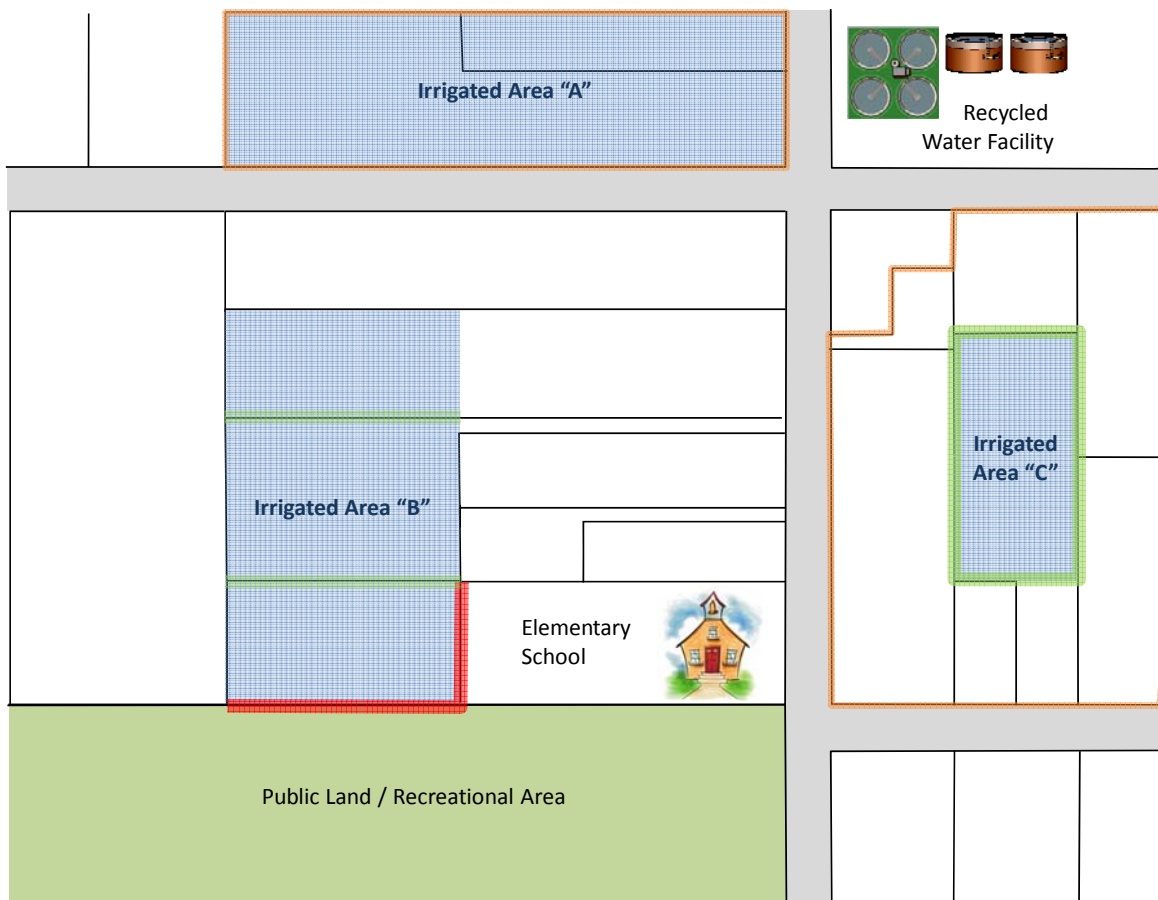 Irrigated Area “A”
Recycled
Water Facility
Irrigated
Area “C”
Irrigated Area “B”
Elementary
School
Public Land / Recreational Area